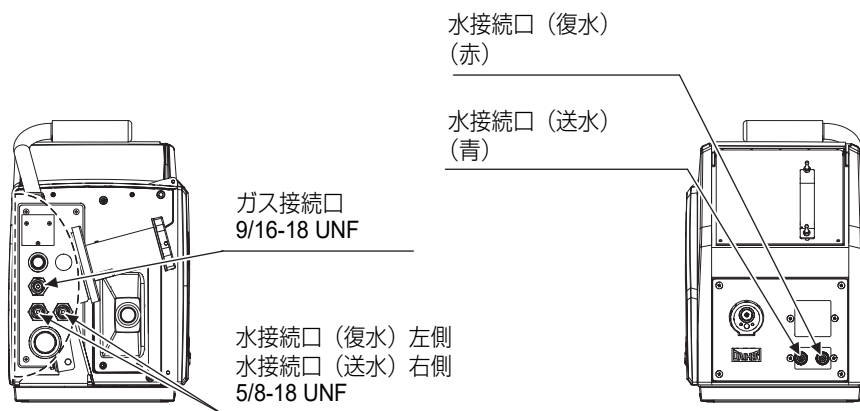 水接続口（復水）
（赤）
水接続口（送水）
（青）
ガス接続口
9/16-18 UNF
水接続口（復水）左側
水接続口（送水）右側
5/8-18 UNF